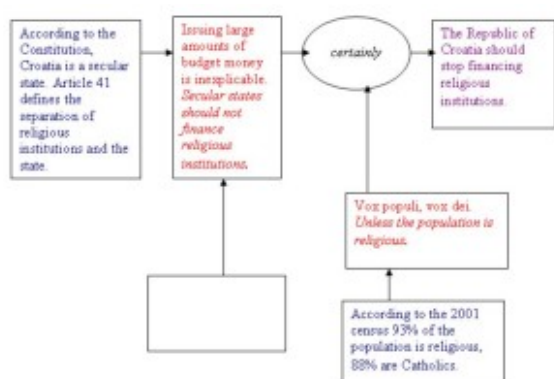 According to the
Constitution,
Croatia is a secular
state. Article 41
defines the
separation of
religious
institutions and the
state.
Issuing large
amounts of
budget money
is inexplicable.
Secular states
should not
finance
religious
institutions.
certainly
The Republic of
Croatia should
stop financing
religious
institutions.
Vox populi, vox dei.
Unless the population is
religious.
According to the 2001
census 93% of the
population is religious,
88% are Catholics.